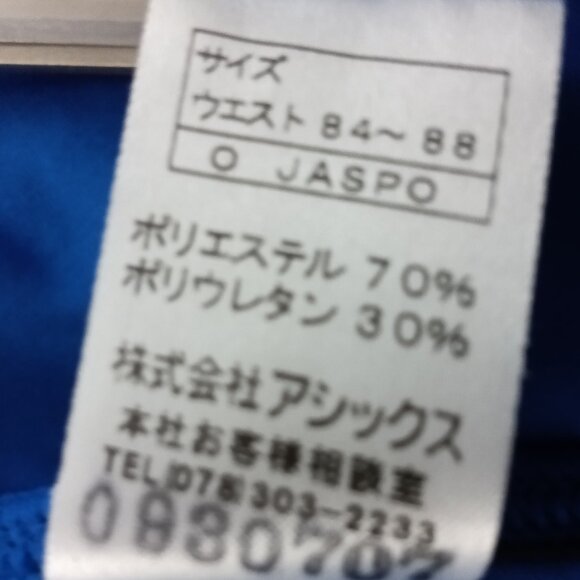 サイズ
ウエスト 84～88
O JASPO
ポリエステル 70%
ポリウレタン 30%
株式会社アシックス
本社お客様相談室
TEL(078)303-2233